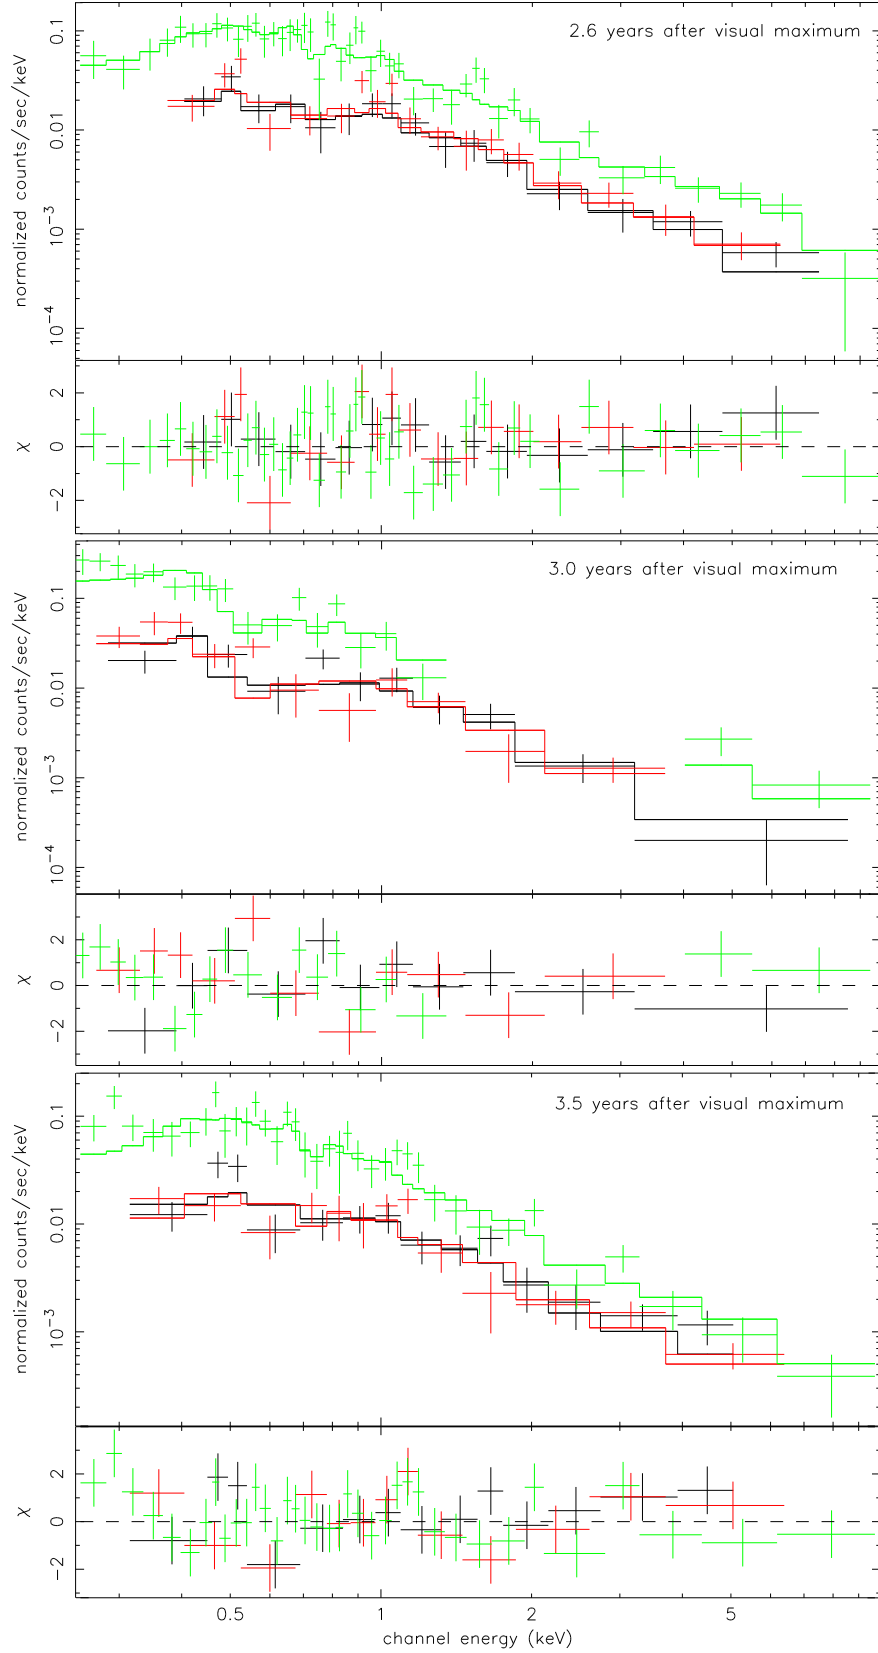 2.6 years after visual maximum
normalized counts/sec/keV
0.1
0.01
10⁻³
10⁻⁴
χ
2
0
−2
3.0 years after visual maximum
normalized counts/sec/keV
0.1
0.01
10⁻³
10⁻⁴
χ
2
0
−2
3.5 years after visual maximum
normalized counts/sec/keV
0.1
0.01
10⁻³
χ
2
0
−2
0.5 1 2 5
channel energy (keV)